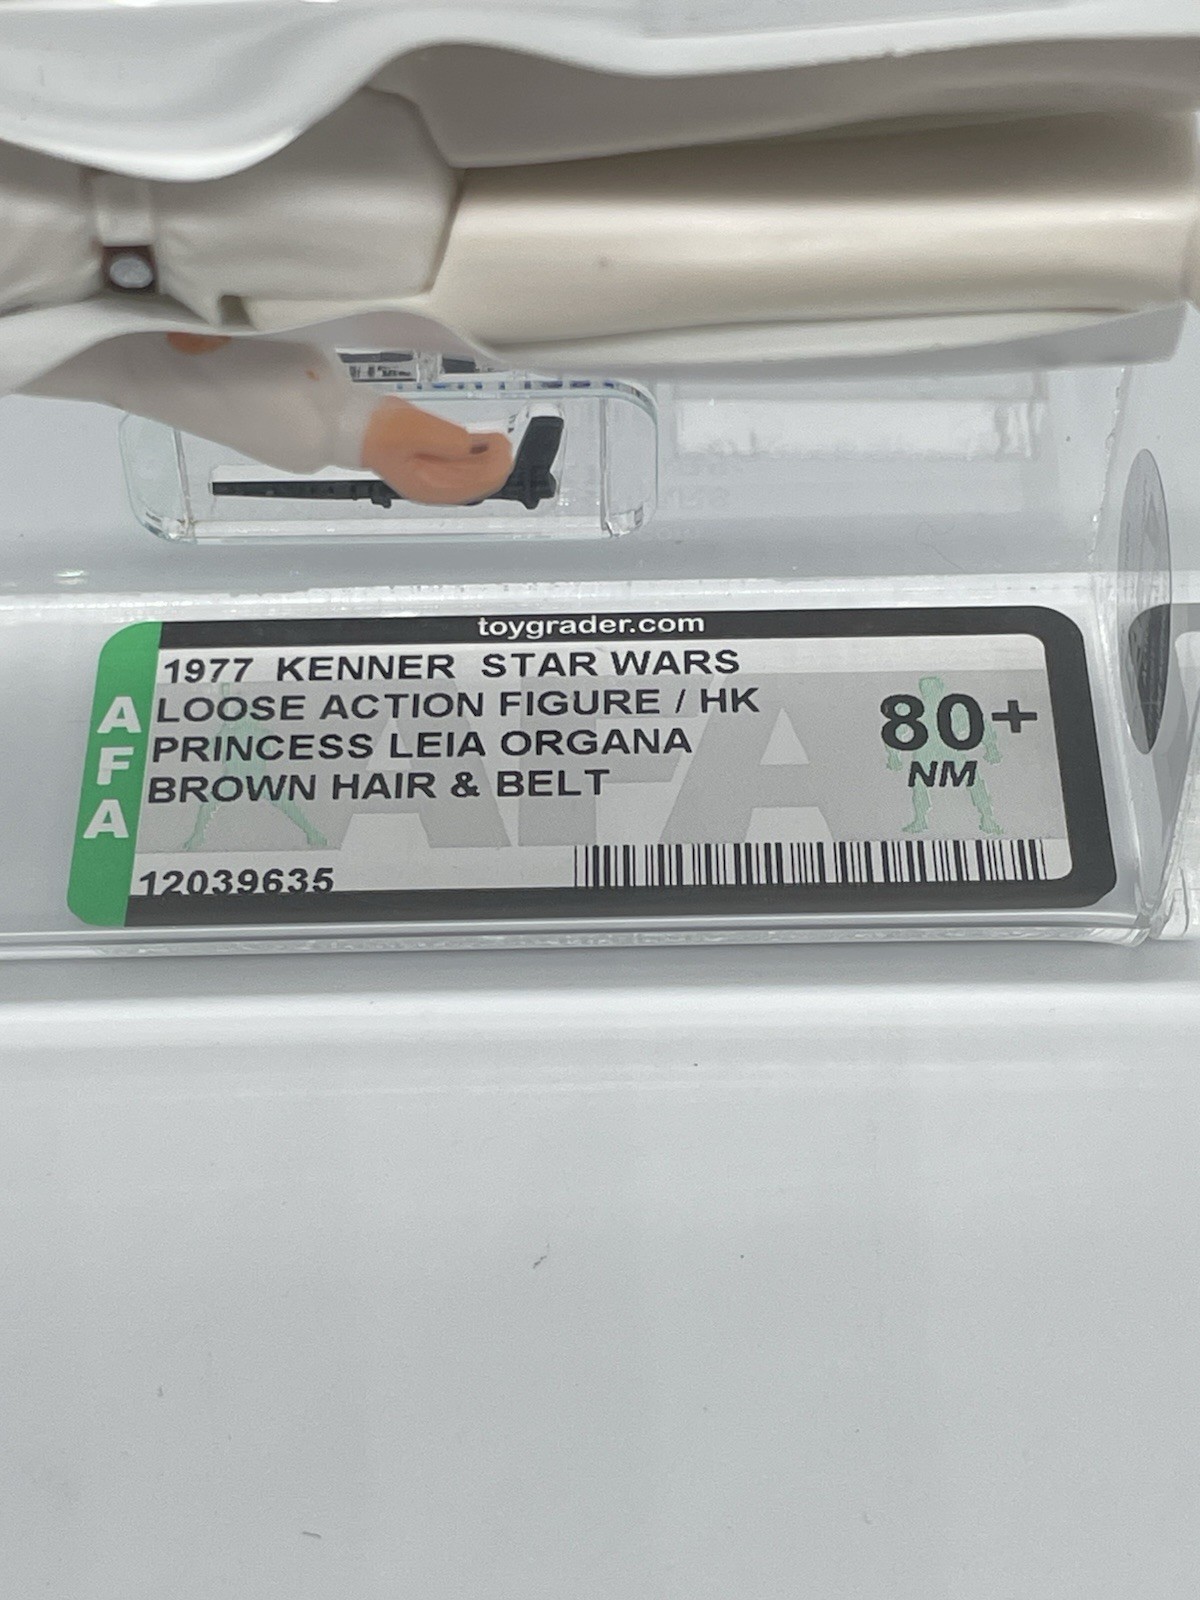 toygrader.com
AFA
1977 KENNER STAR WARS
LOOSE ACTION FIGURE / HK
PRINCESS LEIA ORGANA
BROWN HAIR & BELT
80+
NM
12039635
AFA